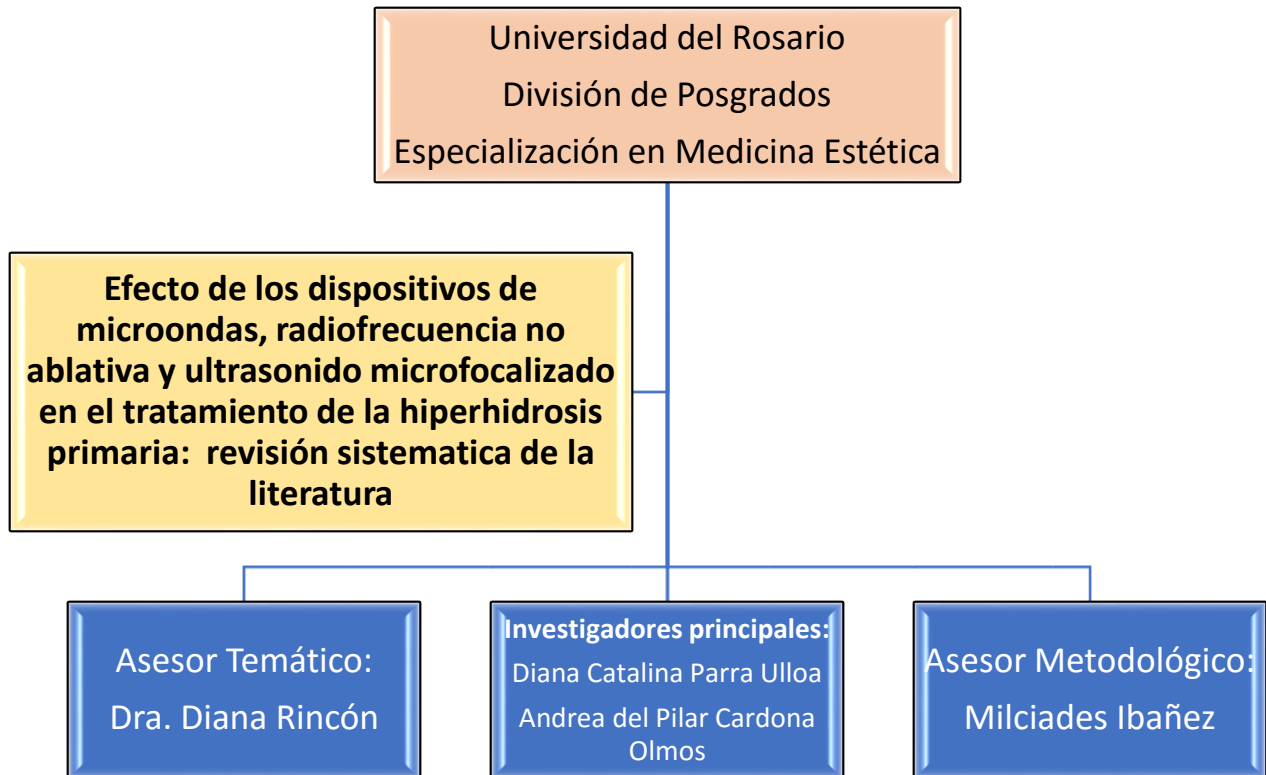 Universidad del Rosario
División de Posgrados
Especialización en Medicina Estética
Efecto de los dispositivos de
microondas, radiofrecuencia no
ablativa y ultrasonido microfocalizado
en el tratamiento de la hiperhidrosis
primaria: revisión sistematica de la
literatura
Asesor Temático:
Dra. Diana Rincón
Investigadores principales:
Diana Catalina Parra Ulloa
Andrea del Pilar Cardona
Olmos
Asesor Metodológico:
Milciades Ibañez